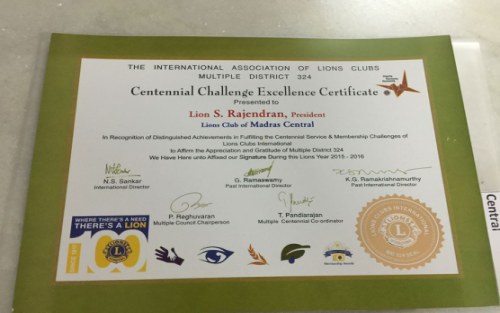 THE INTERNATIONAL ASSOCIATION OF LIONS CLUBS
MULTIPLE DISTRICT 324
Centennial Challenge Excellence Certificate
Presented to
Lion S. Rajendran, President
Lions Club of Madras Central
In Recognition of Distinguished Achievements in Fulfilling the Centennial Service & Membership Challenges of
Lions Clubs International
to Affirm the Appreciation and Gratitude of Multiple District 324
We Have Here unto Affixed our Signature During this Lions Year 2015 - 2016
N.S. Sankar
International Director
G. Ramaswamy
Past International Director
K.G. Ramakrishnamurthy
Past International Director
P. Raghuvaran
Multiple Council Chairperson
T. Pandiarajan
Multiple Centennial Co-ordinator
WHERE THERE'S A NEED
THERE'S A LION
100
LIONS INTERNATIONAL
L
Central